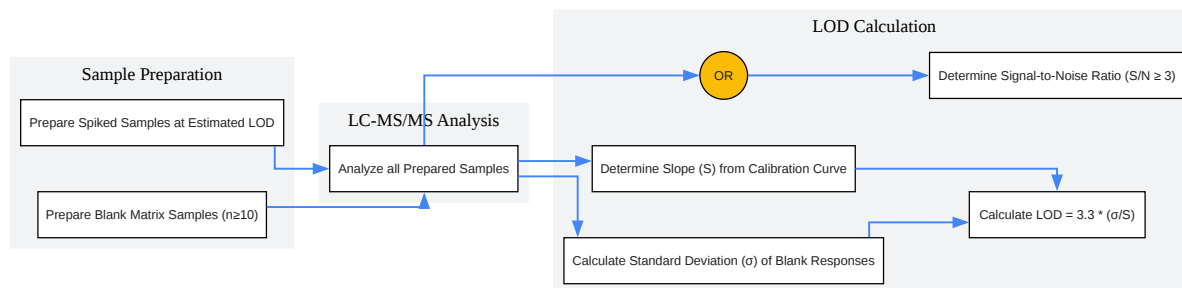 LOD Calculation
Sample Preparation
OR
Determine Signal-to-Noise Ratio (S/N ≥ 3)
Prepare Spiked Samples at Estimated LOD
LC-MS/MS Analysis
Analyze all Prepared Samples
Determine Slope (S) from Calibration Curve
Prepare Blank Matrix Samples (n≥10)
Calculate LOD = 3.3 * (σ/S)
Calculate Standard Deviation (σ) of Blank Responses